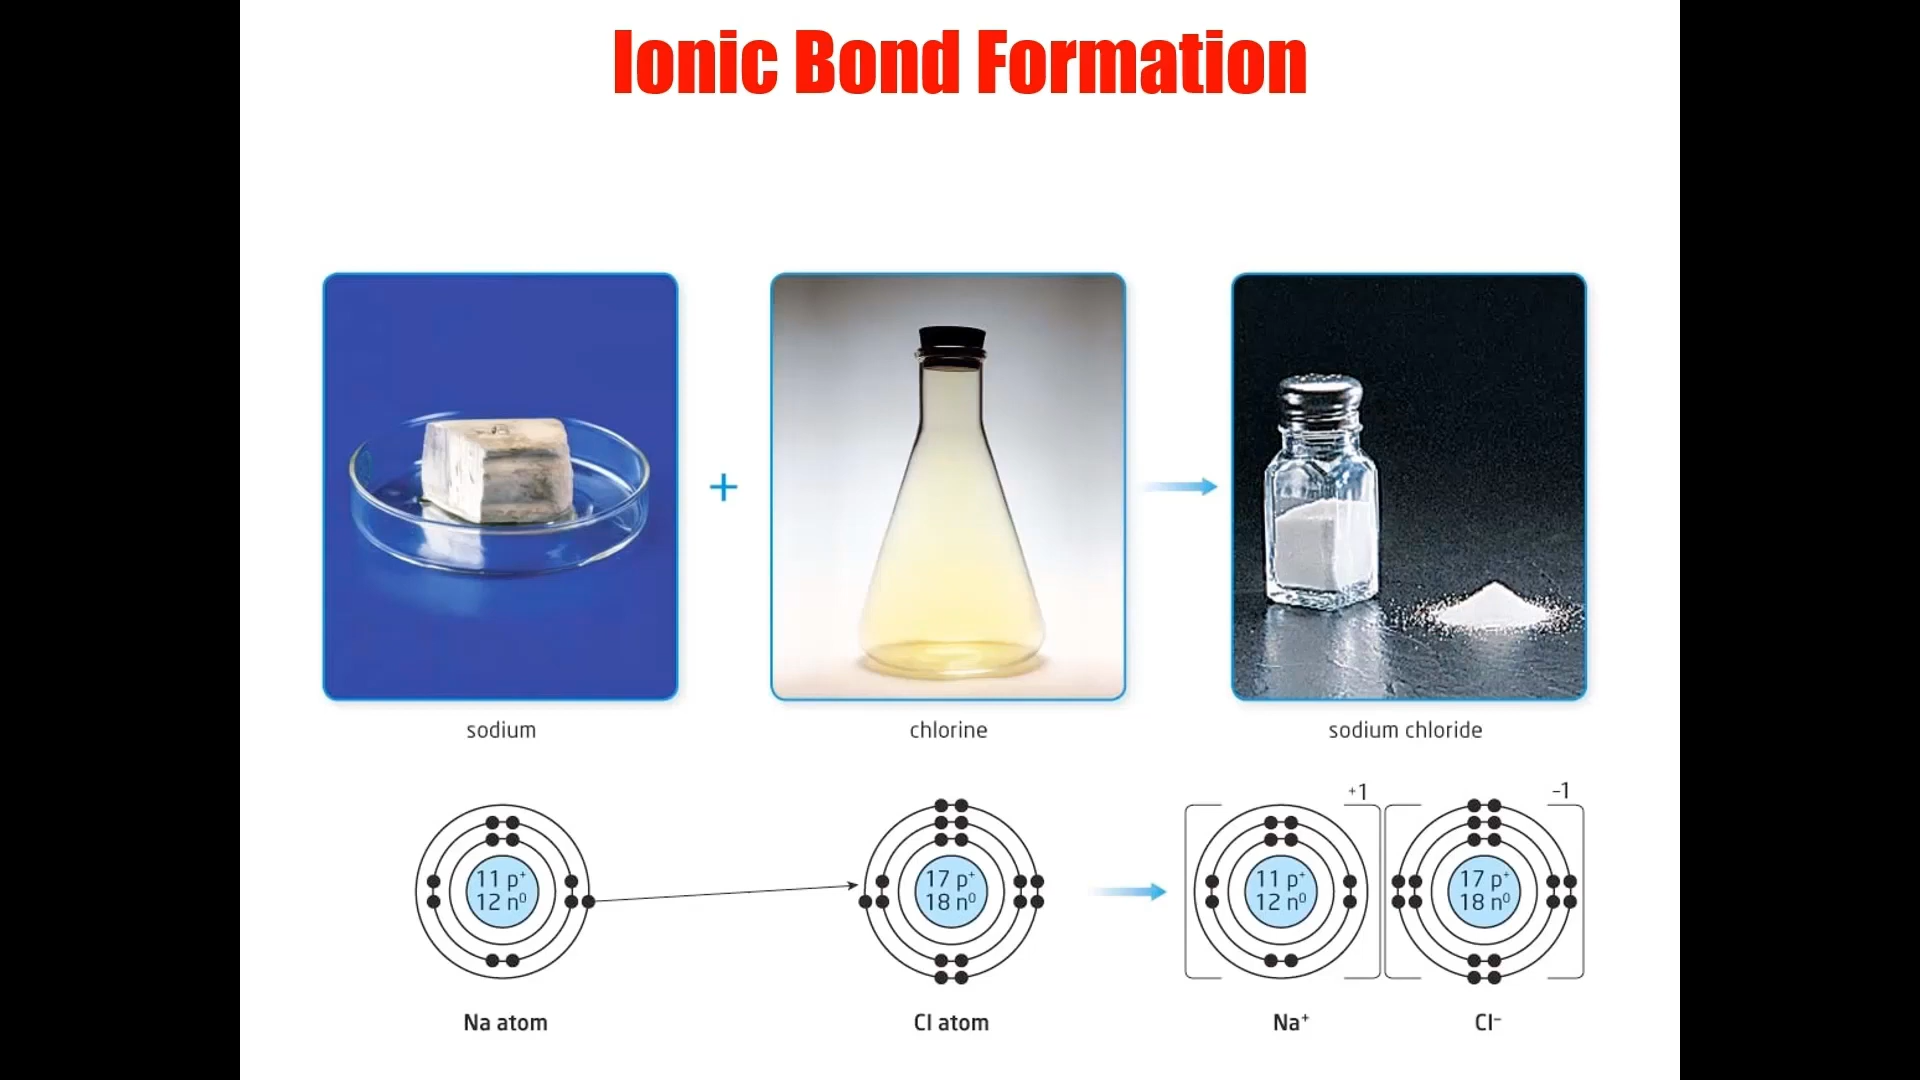 Ionic Bond Formation
+
sodium
chlorine
sodium chloride
+1
–1
11 p⁺
12 n⁰
17 p⁺
18 n⁰
11 p⁺
12 n⁰
17 p⁺
18 n⁰
Na atom
Cl atom
Na⁺
Cl⁻